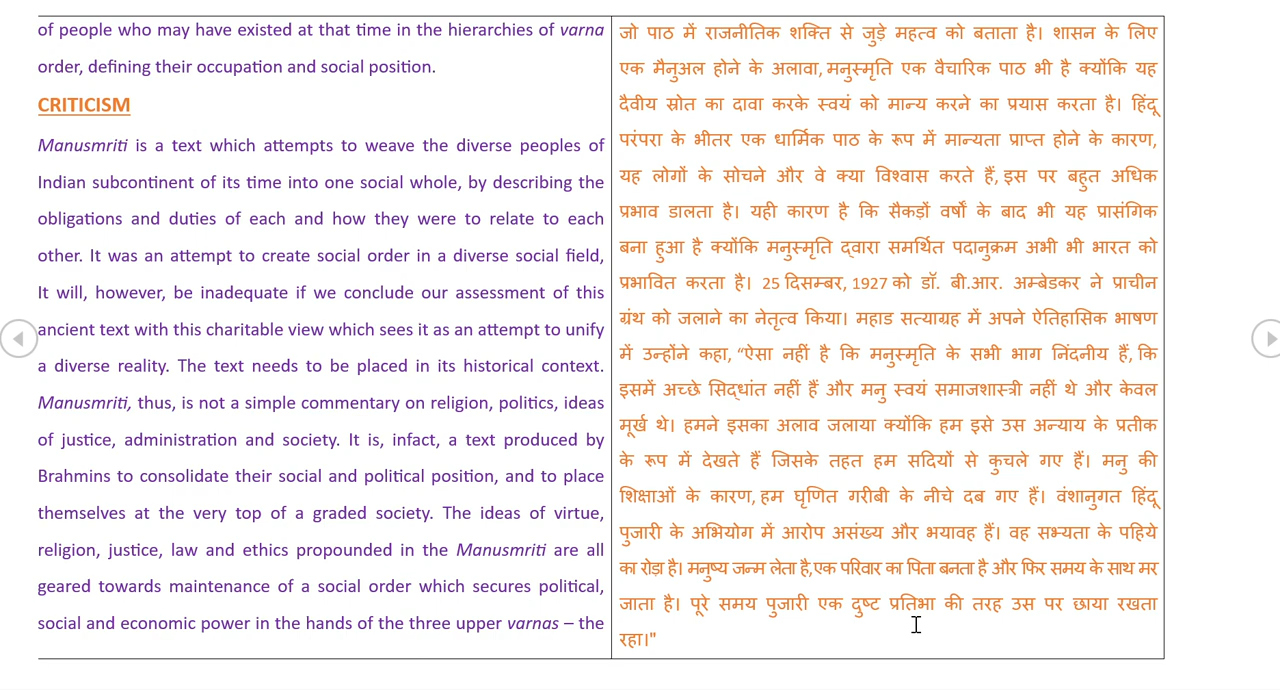 of people who may have existed at that time in the hierarchies of varna
order, defining their occupation and social position.
CRITICISM
Manusmriti is a text which attempts to weave the diverse peoples of
Indian subcontinent of its time into one social whole, by describing the
obligations and duties of each and how they were to relate to each
other. It was an attempt to create social order in a diverse social field,
It will, however, be inadequate if we conclude our assessment of this
ancient text with this charitable view which sees it as an attempt to unify
a diverse reality. The text needs to be placed in its historical context.
Manusmriti, thus, is not a simple commentary on religion, politics, ideas
of justice, administration and society. It is, infact, a text produced by
Brahmins to consolidate their social and political position, and to place
themselves at the very top of a graded society. The ideas of virtue,
religion, justice, law and ethics propounded in the Manusmriti are all
geared towards maintenance of a social order which secures political,
social and economic power in the hands of the three upper varnas – the
जो पाठ में राजनीतिक शक्ति से जुड़े महत्व को बताता है। शासन के लिए
एक मैनुअल होने के अलावा, मनुस्मृति एक वैचारिक पाठ भी है क्योंकि यह
दैवीय स्रोत का दावा करके स्वयं को मान्य करने का प्रयास करता है। हिंदू
परंपरा के भीतर एक धार्मिक पाठ के रूप में मान्यता प्राप्त होने के कारण,
यह लोगों के सोचने और वे क्या विश्वास करते हैं, इस पर बहुत अधिक
प्रभाव डालता है। यही कारण है कि सैकड़ों वर्षों के बाद भी यह प्रासंगिक
बना हुआ है क्योंकि मनुस्मृति द्वारा समर्थित पदानुक्रम अभी भी भारत को
प्रभावित करता है। 25 दिसम्बर, 1927 को डॉ. बी.आर. अम्बेडकर ने प्राचीन
ग्रंथ को जलाने का नेतृत्व किया। महाड सत्याग्रह में अपने ऐतिहासिक भाषण
में उन्होंने कहा, “ऐसा नहीं है कि मनुस्मृति के सभी भाग निंदनीय हैं, कि
इसमें अच्छे सिद्धांत नहीं हैं और मनु स्वयं समाजशास्त्री नहीं थे और केवल
मूर्ख थे। हमने इसका अलाव जलाया क्योंकि हम इसे उस अन्याय के प्रतीक
के रूप में देखते हैं जिसके तहत हम सदियों से कुचले गए हैं। मनु की
शिक्षाओं के कारण, हम घृणित गरीबी के नीचे दब गए हैं। वंशानुगत हिंदू
पुजारी के अभियोग में आरोप असंख्य और भयावह हैं। वह सभ्यता के पहिये
का रोड़ा है। मनुष्य जन्म लेता है, एक परिवार का पिता बनता है और फिर समय के साथ मर
जाता है। पूरे समय पुजारी एक दुष्ट प्रतिभा की तरह उस पर छाया रखता
रहा।"